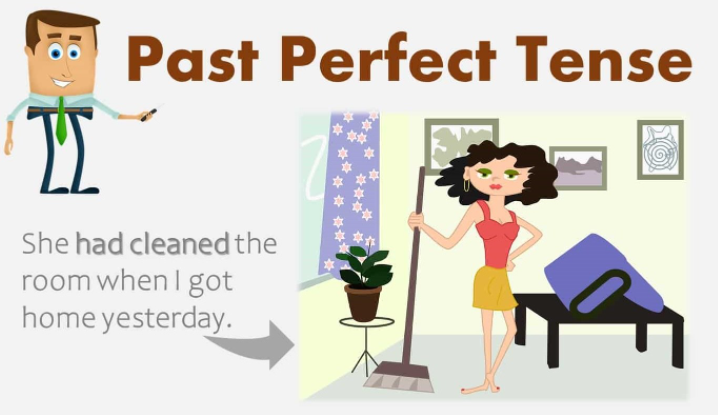 Past Perfect Tense
She had cleaned the
room when I got
home yesterday.